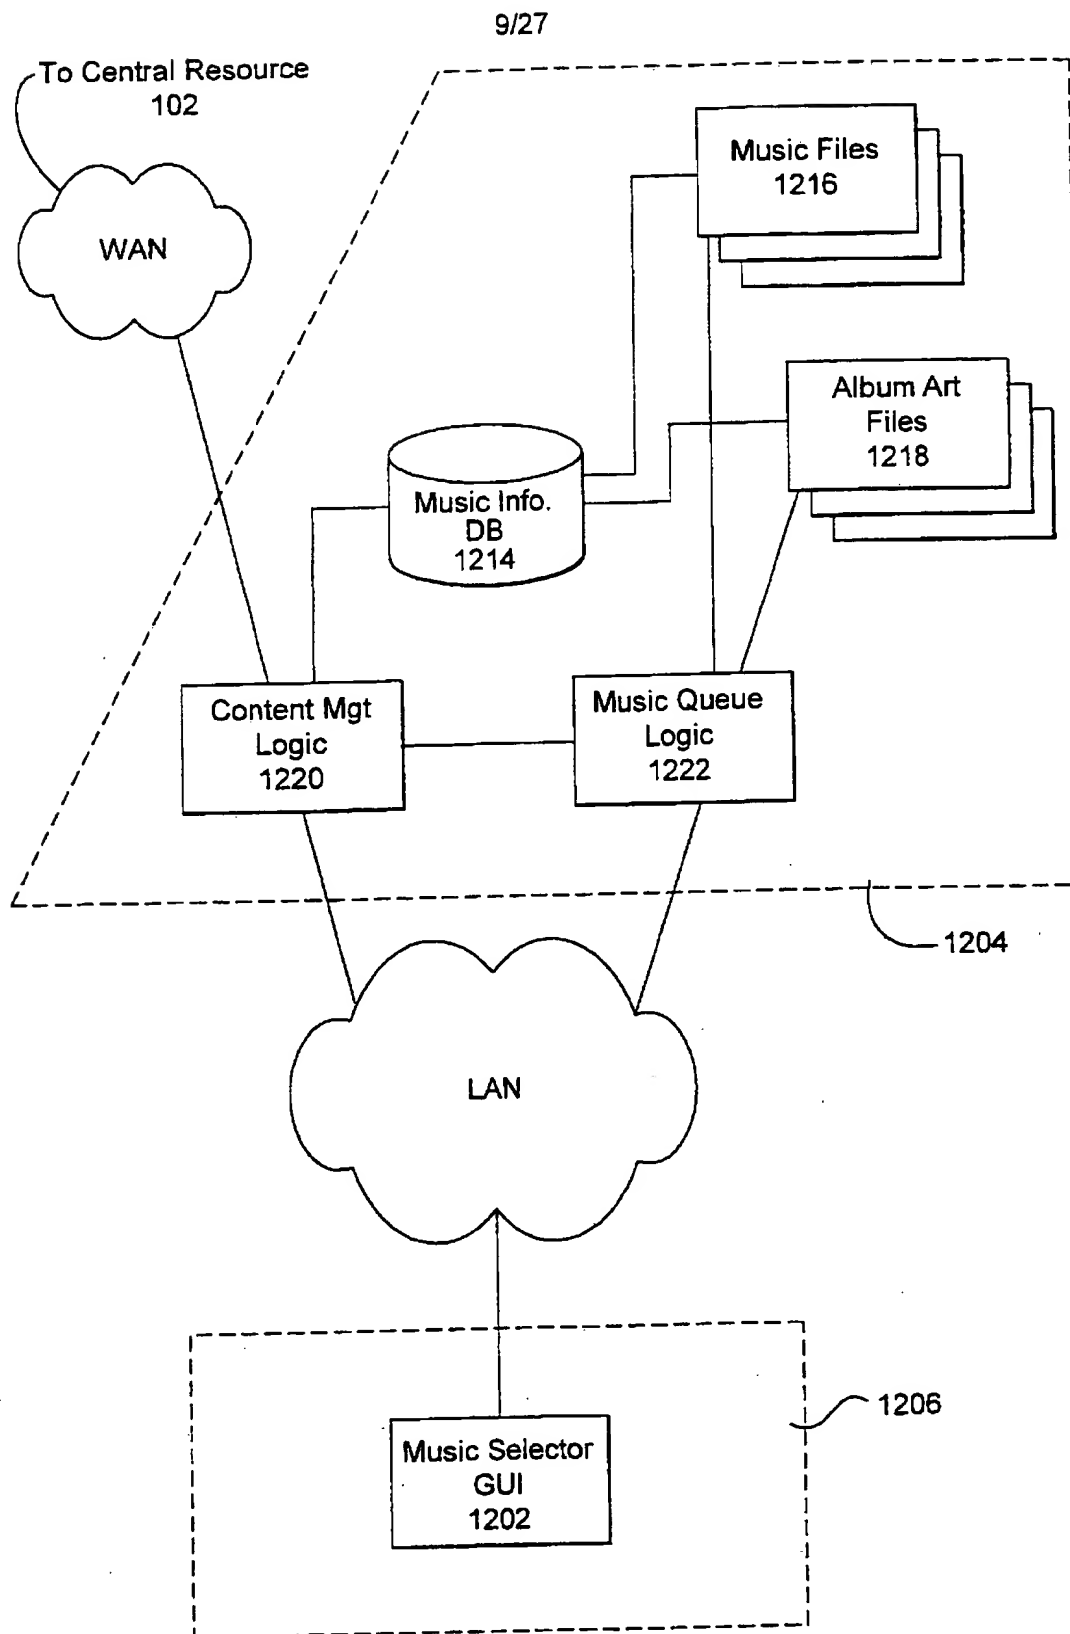 9/27
To Central Resource
102
WAN
Music Files
1216
Album Art
Files
1218
Music Info.
DB
1214
Content Mgt
Logic
1220
Music Queue
Logic
1222
1204
LAN
1206
Music Selector
GUI
1202